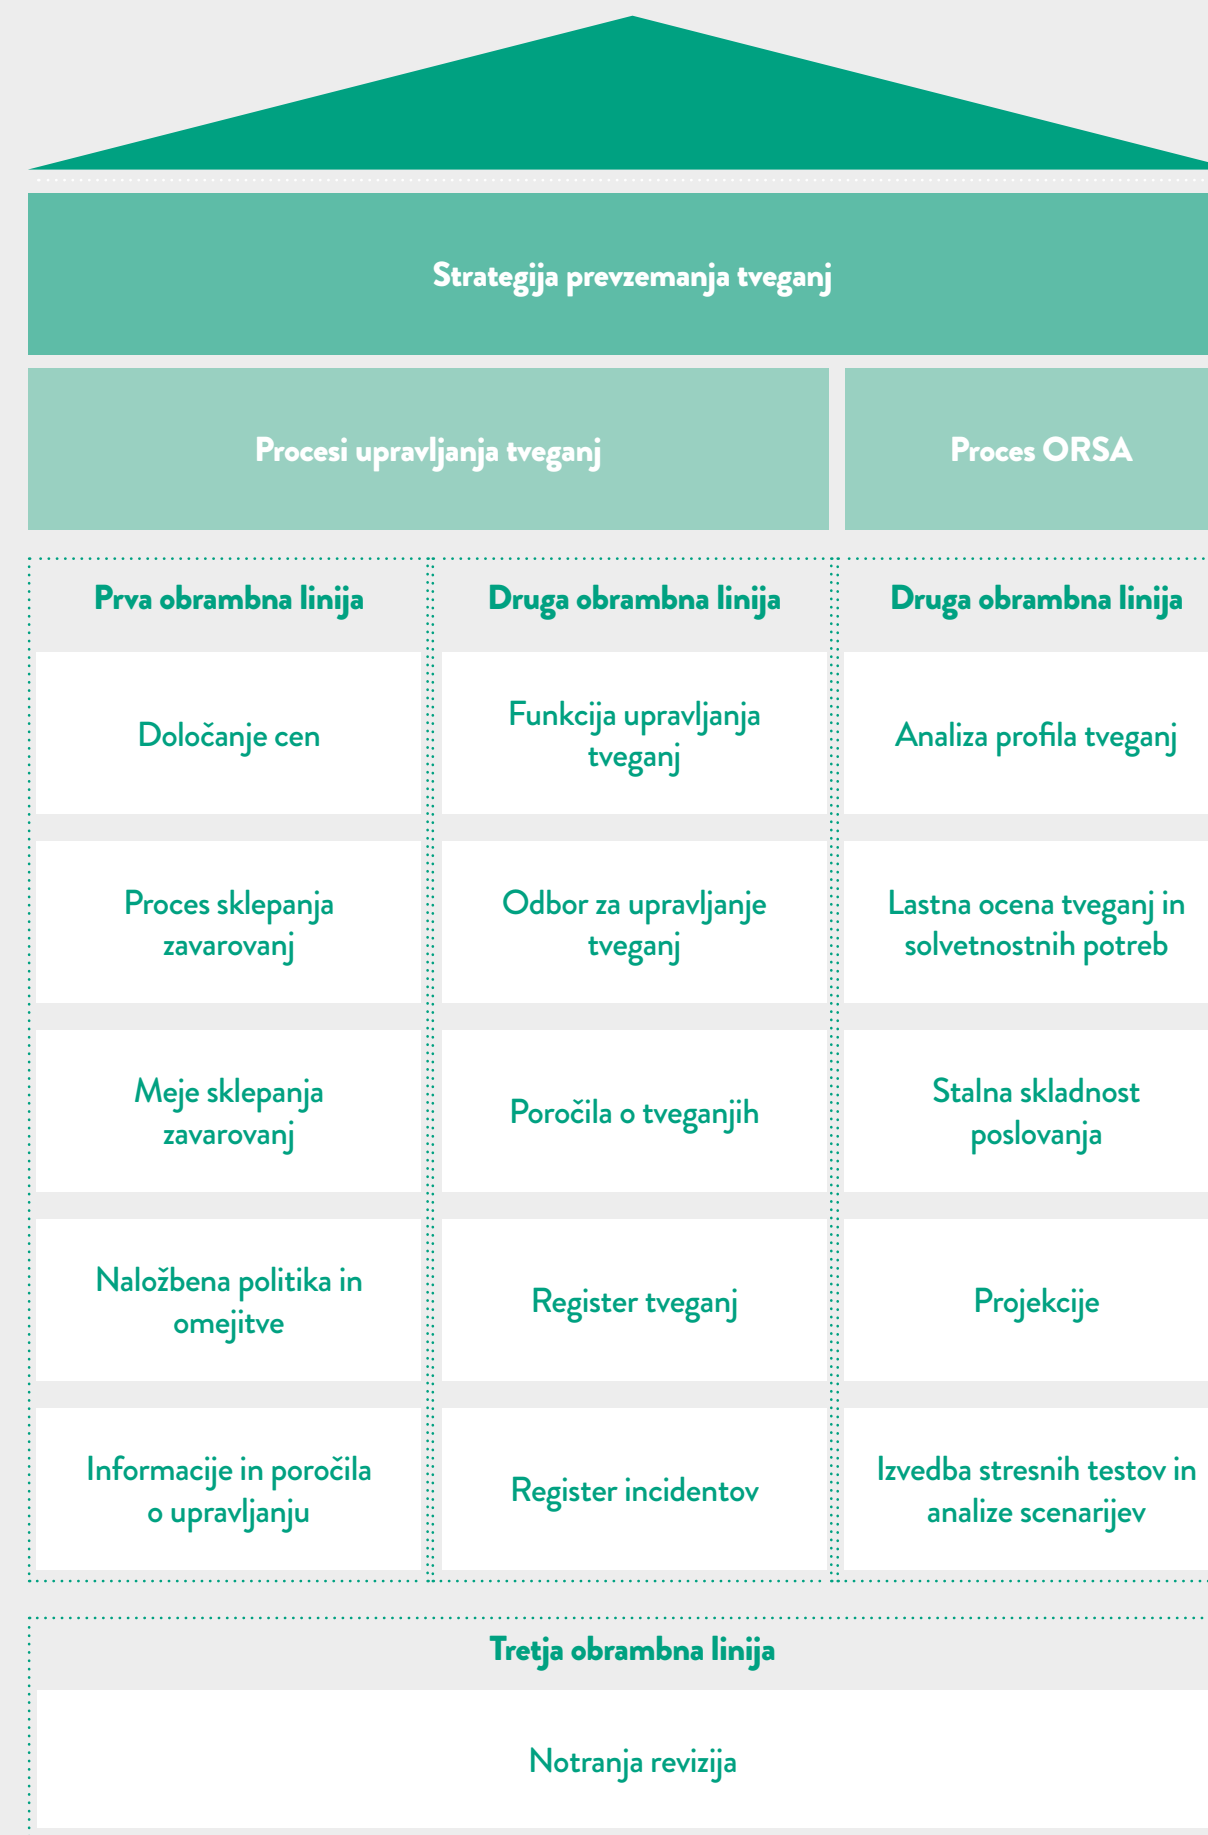 Strategija prevzemanja tveganj
Procesi upravljanja tveganj
Proces ORSA
Prva obrambna linija
Določanje cen
Proces sklepanja
zavarovanj
Meje sklepanja
zavarovanj
Naložbena politika in
omejitve
Informacije in poročila
o upravljanju
Druga obrambna linija
Funkcija upravljanja
tveganj
Odbor za upravljanje
tveganj
Poročila o tveganjih
Register tveganj
Register incidentov
Druga obrambna linija
Analiza profila tveganj
Lastna ocena tveganj in
solvetnostnih potreb
Stalna skladnost
poslovanja
Projekcije
Izvedba stresnih testov in
analize scenarijev
Tretja obrambna linija
Notranja revizija